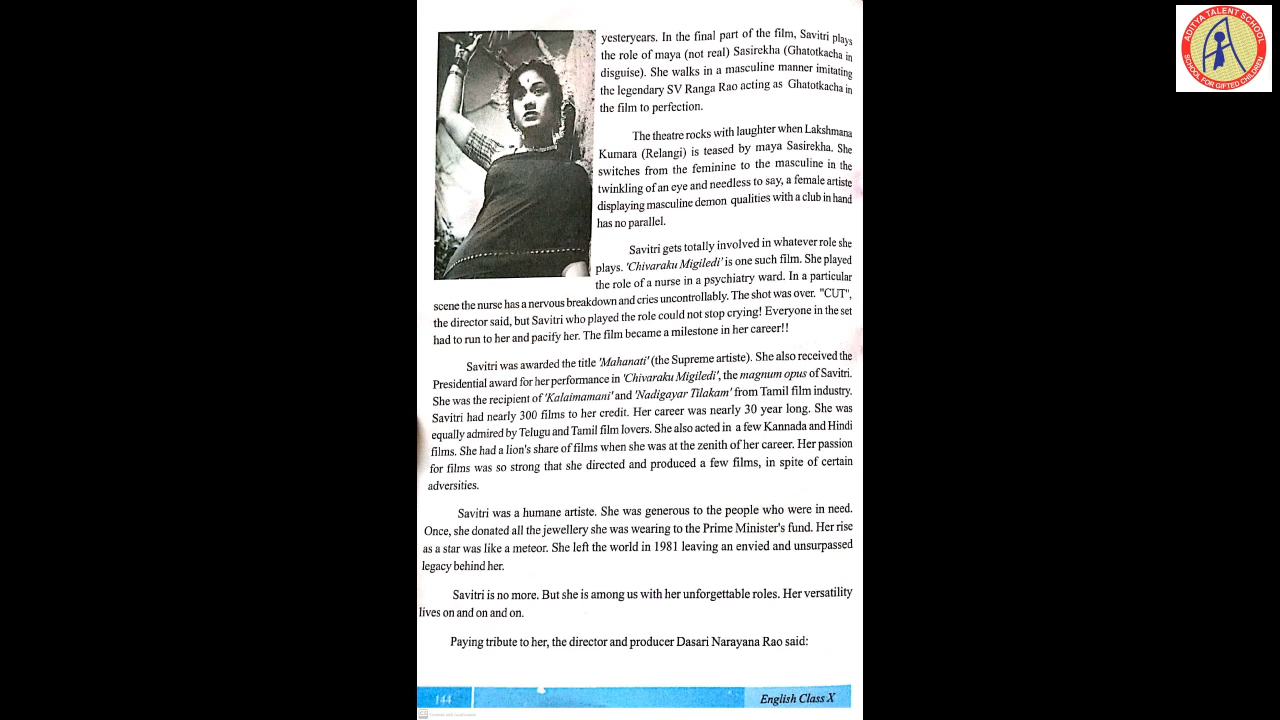 yesteryears. In the final part of the film, Savitri plays
the role of maya (not real) Sasirekha (Ghatotkacha in
disguise). She walks in a masculine manner imitating
the legendary SV Ranga Rao acting as Ghatotkacha in
the film to perfection.
The theatre rocks with laughter when Lakshmana
Kumara (Relangi) is teased by maya Sasirekha. She
switches from the feminine to the masculine in the
twinkling of an eye and needless to say, a female artiste
displaying masculine demon qualities with a club in hand
has no parallel.
Savitri gets totally involved in whatever role she
plays. 'Chivaraku Migiledi' is one such film. She played
the role of a nurse in a psychiatry ward. In a particular
scene the nurse has a nervous breakdown and cries uncontrollably. The shot was over. "CUT",
the director said, but Savitri who played the role could not stop crying! Everyone in the set
had to run to her and pacify her. The film became a milestone in her career!!
Savitri was awarded the title 'Mahanati' (the Supreme artiste). She also received the
Presidential award for her performance in 'Chivaraku Migiledi', the magnum opus of Savitri.
She was the recipient of 'Kalaimamani' and 'Nadigayar Tilakam' from Tamil film industry.
Savitri had nearly 300 films to her credit. Her career was nearly 30 year long. She was
equally admired by Telugu and Tamil film lovers. She also acted in a few Kannada and Hindi
films. She had a lion's share of films when she was at the zenith of her career. Her passion
for films was so strong that she directed and produced a few films, in spite of certain
adversities.
Savitri was a humane artiste. She was generous to the people who were in need.
Once, she donated all the jewellery she was wearing to the Prime Minister's fund. Her rise
as a star was like a meteor. She left the world in 1981 leaving an envied and unsurpassed
legacy behind her.
Savitri is no more. But she is among us with her unforgettable roles. Her versatility
lives on and on and on.
Paying tribute to her, the director and producer Dasari Narayana Rao said:
144
English Class X
ADITYA TALENT SCHOOL
SCHOOL FOR GIFTED CHILDREN